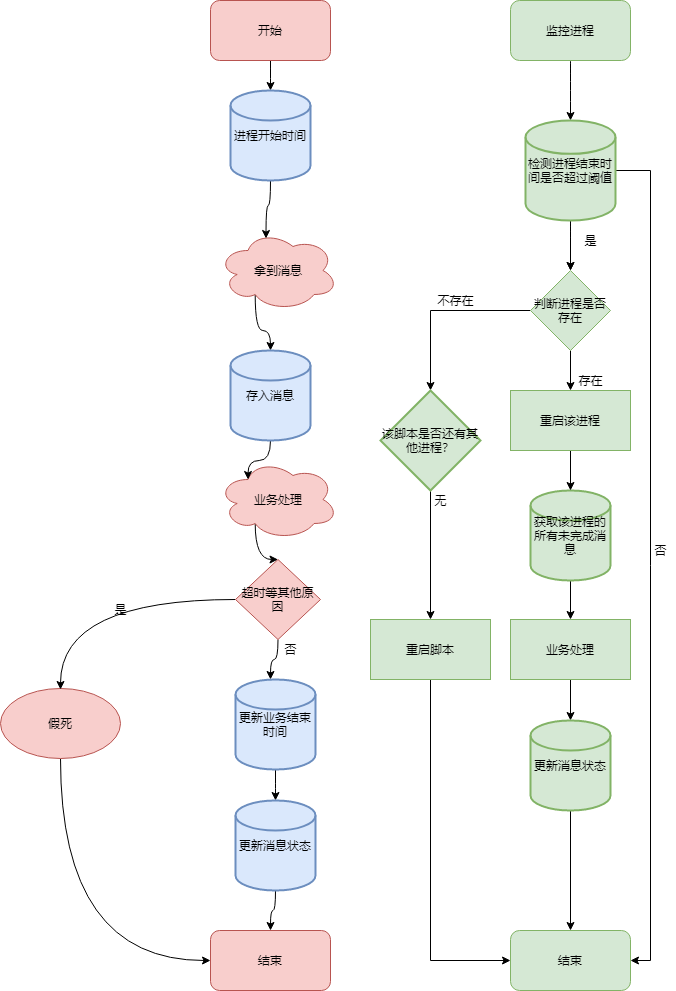 开始
进程开始时间
拿到消息
存入消息
业务处理
超时等其他原
因
是
否
假死
更新业务结束
时间
更新消息状态
结束
监控进程
检测进程结束时
间是否超过阈值
是
判断进程是否
存在
不存在
存在
该脚本是否还有其
他进程?
重启该进程
无
获取该进程的
所有未完成消
息
否
重启脚本
业务处理
更新消息状态
结束